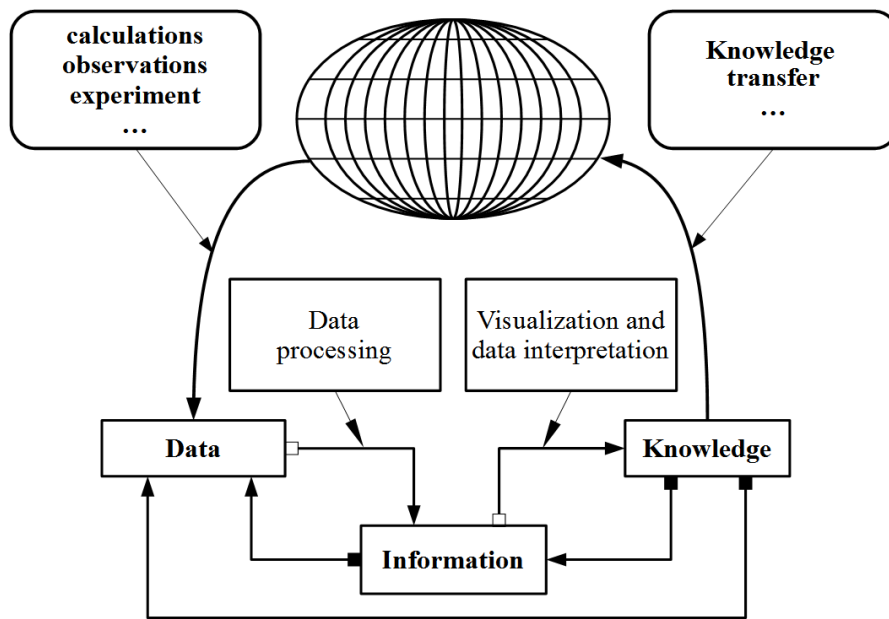 calculations
observations
experiment
...
Knowledge
transfer
...
Data
processing
Visualization and
data interpretation
Data
Knowledge
Information